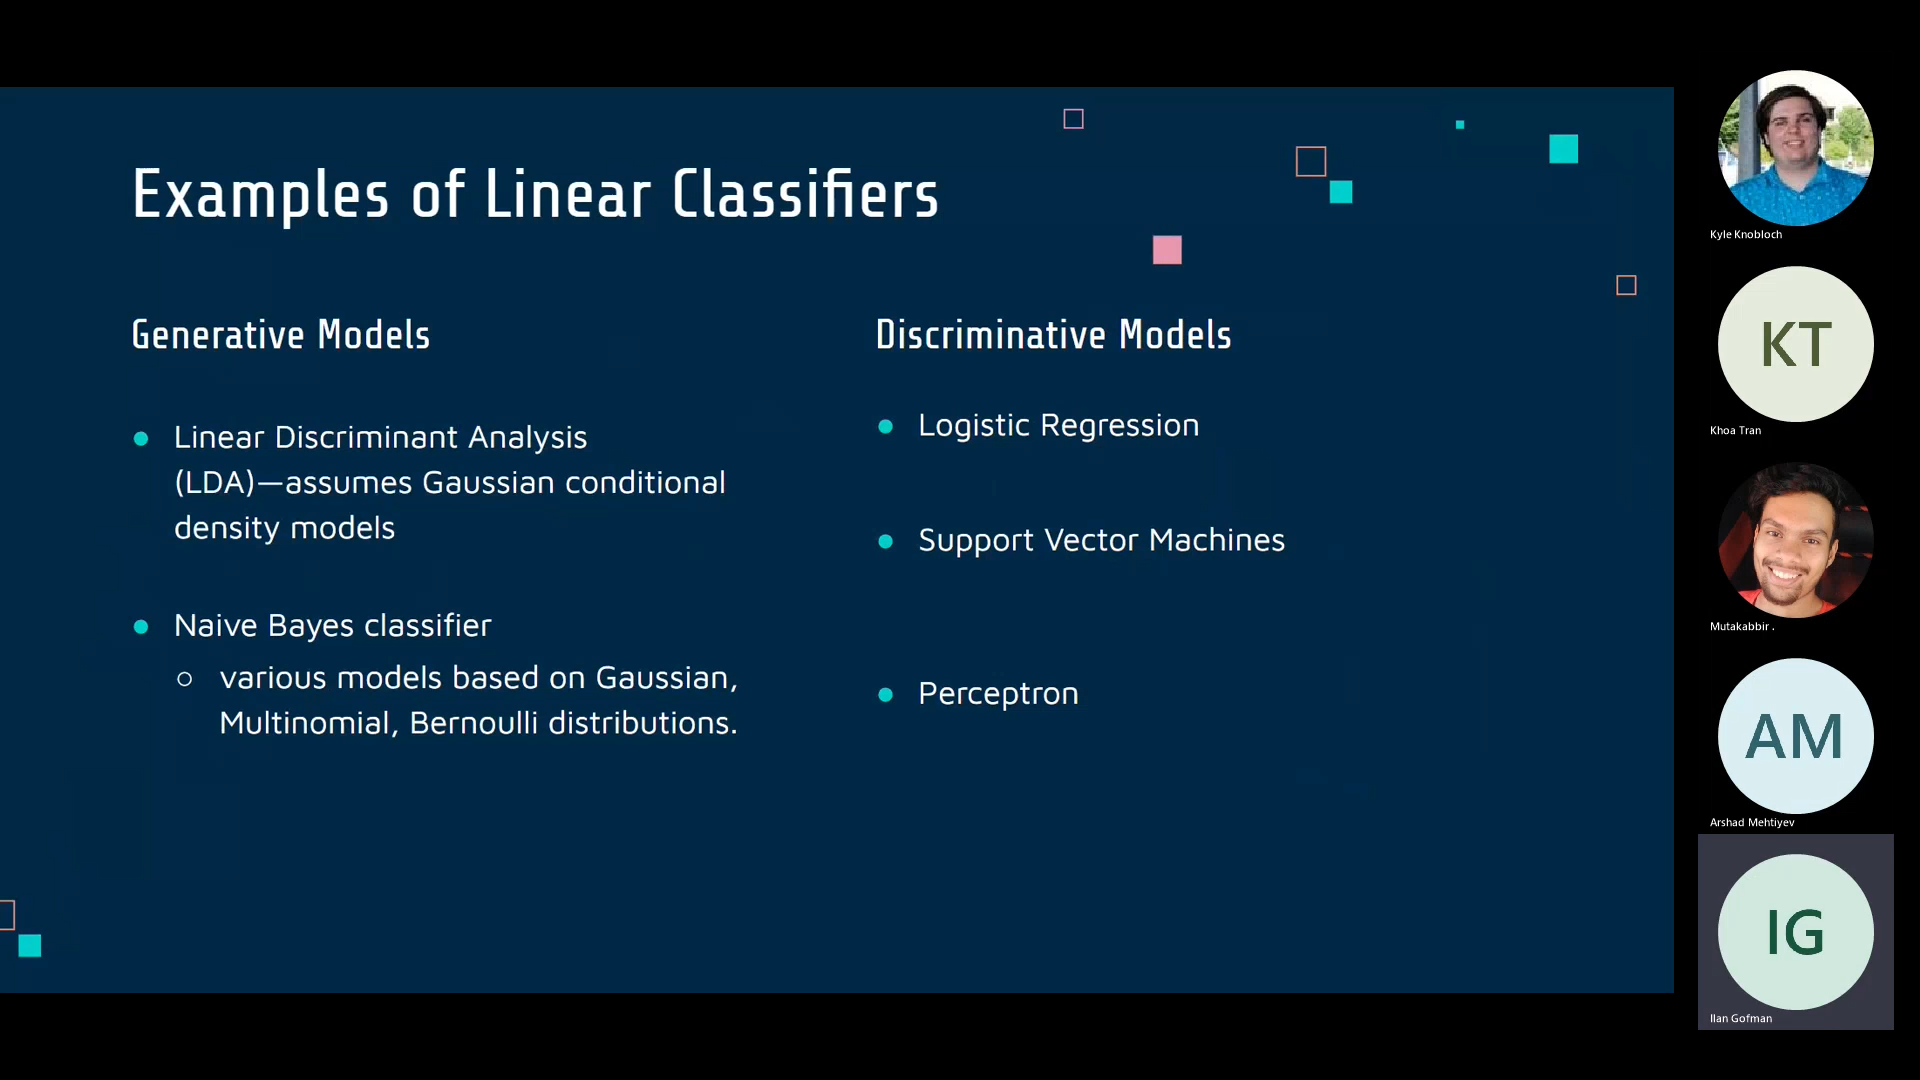 Examples of Linear Classifiers
Generative Models
Linear Discriminant Analysis
(LDA)—assumes Gaussian conditional
density models
Naive Bayes classifier
various models based on Gaussian,
Multinomial, Bernoulli distributions.
Discriminative Models
Logistic Regression
Support Vector Machines
Perceptron
Kyle Knobloch
KT
Khoa Tran
Mutakabbir .
AM
Arshad Mehtiyev
IG
Ilan Gofman